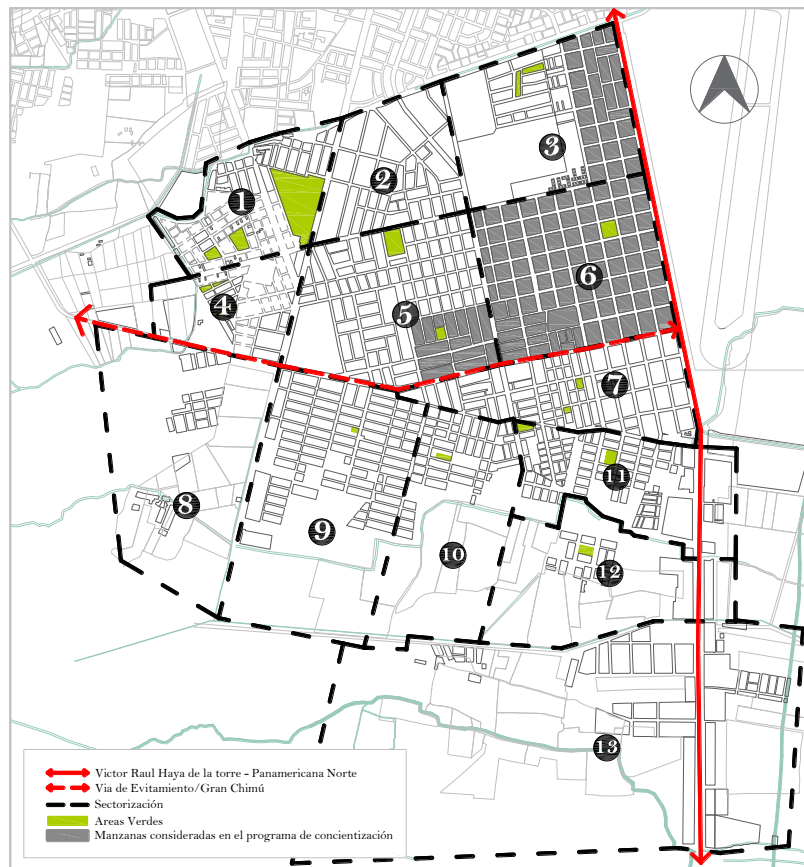 3
2
1
6
4
5
7
11
8
9
10
12
13
Victor Raul Haya de la torre - Panamericana Norte
Via de Evitamiento/Gran Chimú
Sectorización
Areas Verdes
Manzanas consideradas en el programa de concientización